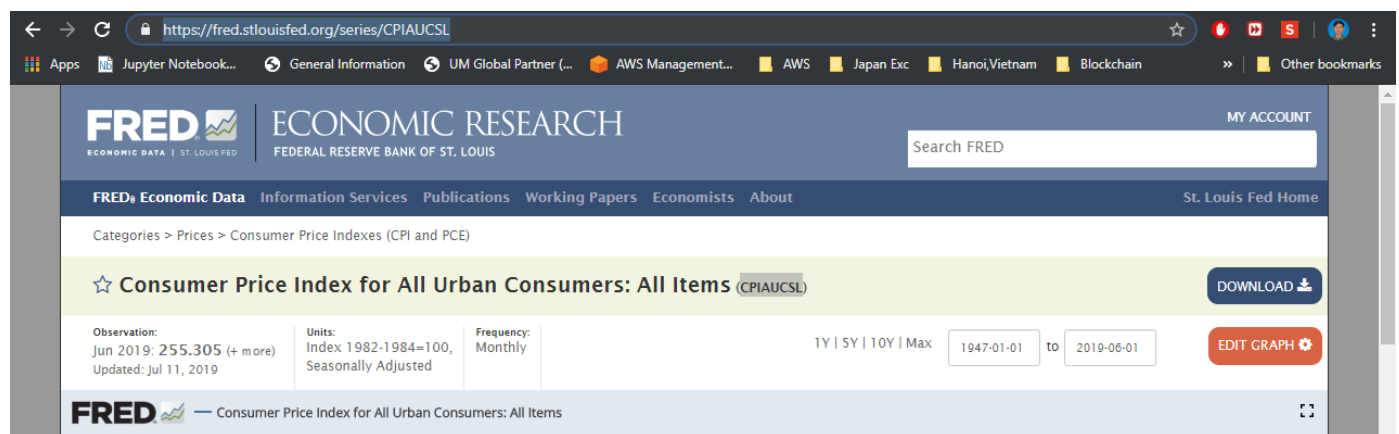 https://fred.stlouisfed.org/series/CPIAUCSL
Apps Jupyter Notebook... General Information UM Global Partner (... AWS Management... AWS Japan Exc Hanoi,Vietnam Blockchain » Other bookmarks
FRED ECONOMIC RESEARCH
ECONOMIC DATA | ST. LOUIS FED FEDERAL RESERVE BANK OF ST. LOUIS
MY ACCOUNT
Search FRED
FRED® Economic Data Information Services Publications Working Papers Economists About St. Louis Fed Home
Categories > Prices > Consumer Price Indexes (CPI and PCE)
Consumer Price Index for All Urban Consumers: All Items (CPIAUCSL) DOWNLOAD
Observation:
Jun 2019: 255.305 (+ more)
Updated: Jul 11, 2019
Units:
Index 1982-1984=100,
Seasonally Adjusted
Frequency:
Monthly
1Y | 5Y | 10Y | Max 1947-01-01 to 2019-06-01 EDIT GRAPH
FRED — Consumer Price Index for All Urban Consumers: All Items